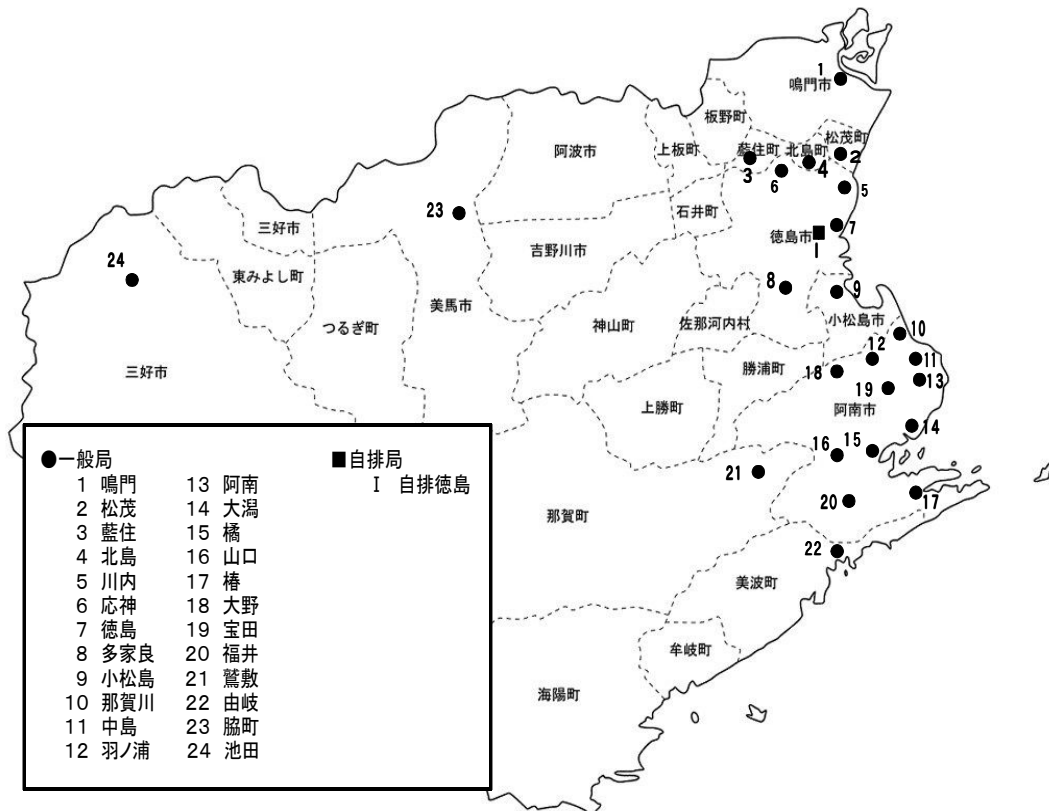 1
鳴門市
板野町
松茂町
藍住町
北島町
2
3
4
6
5
阿波市
上板町
石井町
23
三好市
吉野川市
徳島市
7
I
24
東みよし町
美馬市
8
9
つるぎ町
神山町
佐那河内村
小松島市
10
12
11
三好市
勝浦町
18
13
19
上勝町
阿南市
14
16
15
21
那賀町
20
17
22
美波町
牟岐町
海陽町
●一般局
1 鳴門
2 松茂
3 藍住
4 北島
5 川内
6 応神
7 徳島
8 多家良
9 小松島
10 那賀川
11 中島
12 羽ノ浦
13 阿南
14 大潟
15 橘
16 山口
17 椿
18 大野
19 宝田
20 福井
21 鷲敷
22 由岐
23 脇町
24 池田
■自排局
I 自排徳島